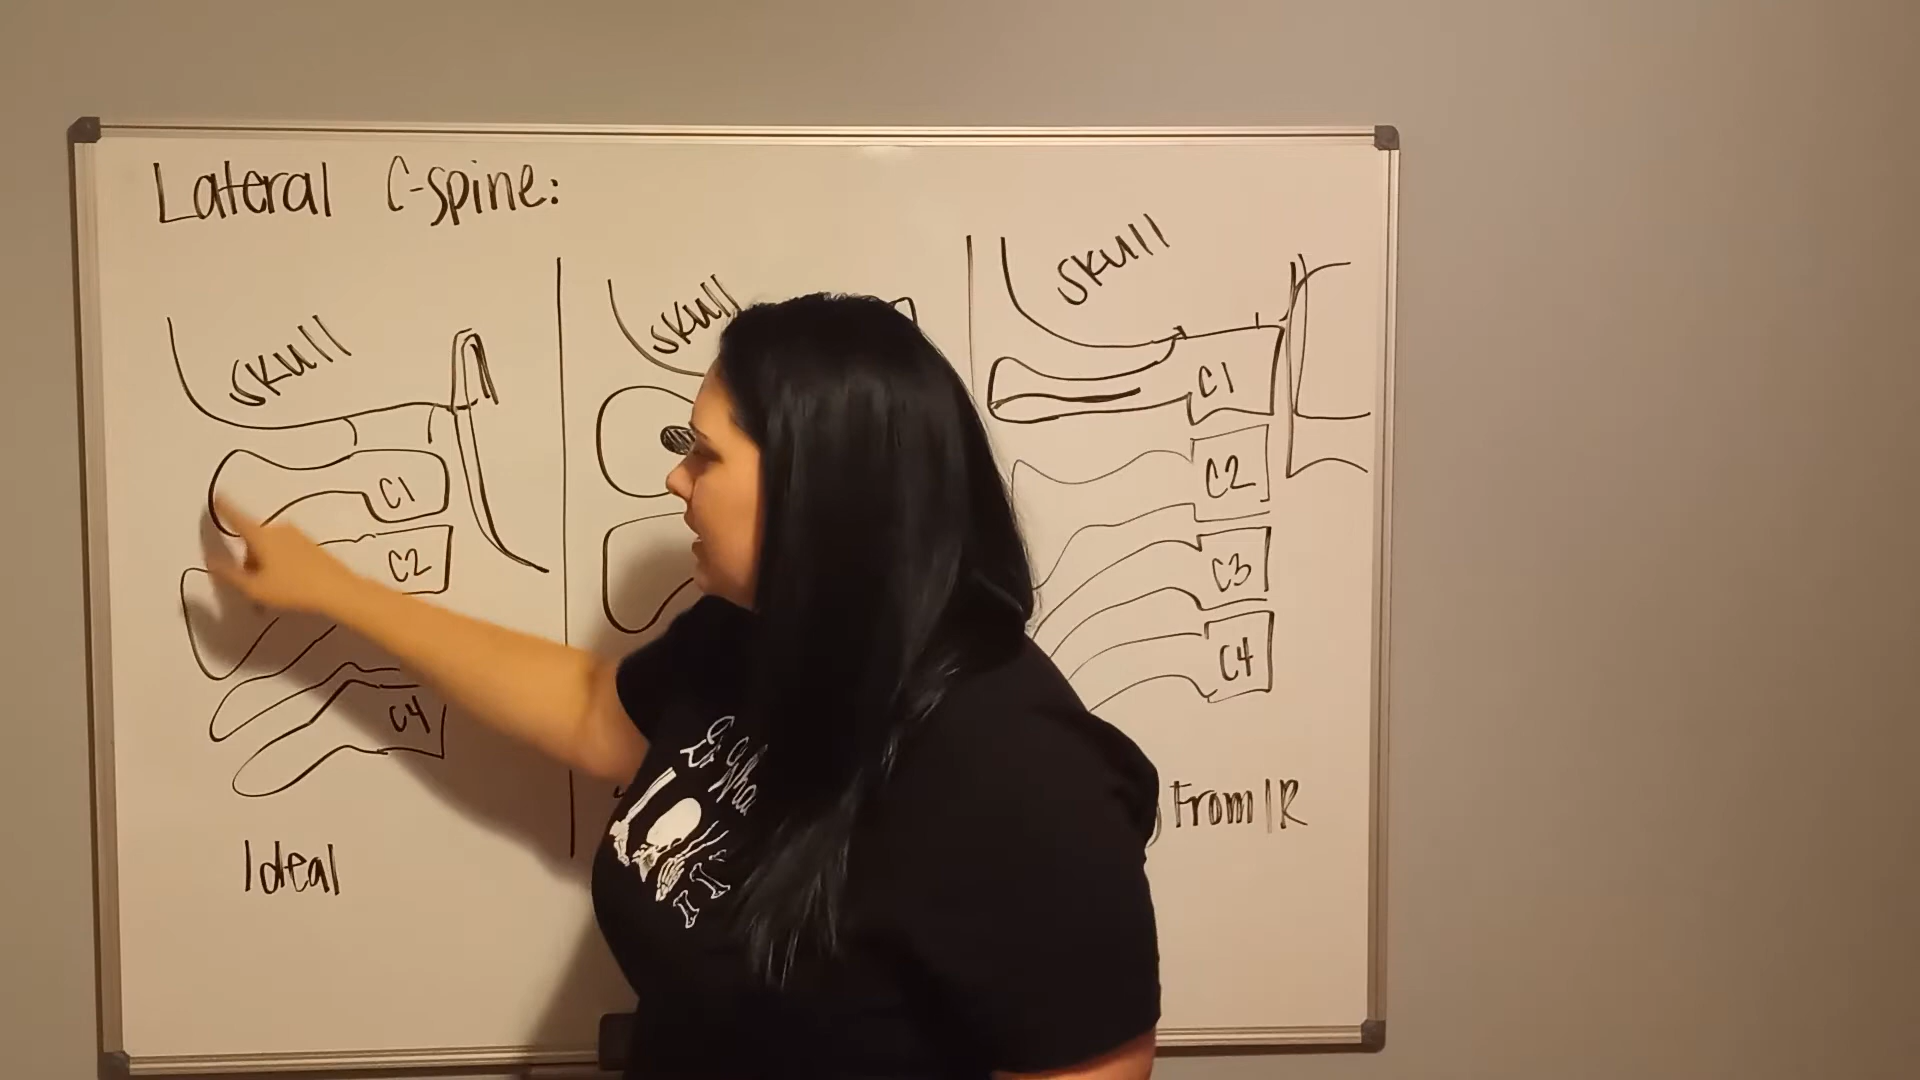 Lateral C-spine:
skull
C1
C2
C4
Ideal
skull
skull
C1
C2
C3
C4
From IR